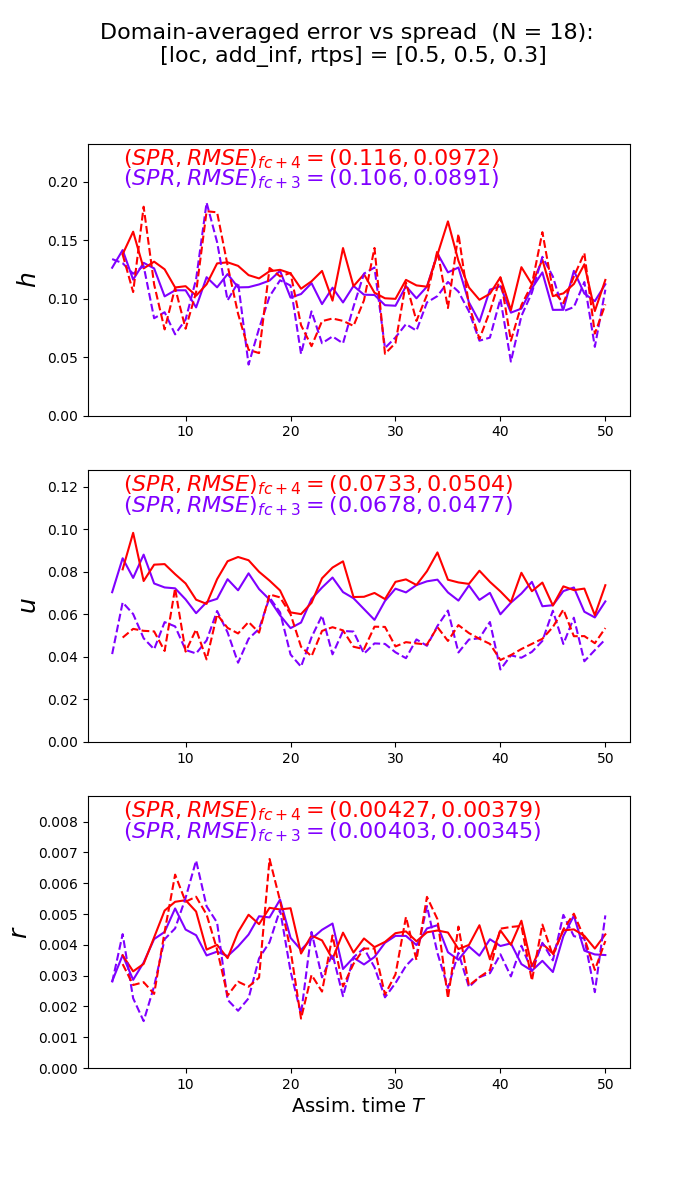 Domain-averaged error vs spread (N = 18):
[loc, add_inf, rtps] = [0.5, 0.5, 0.3]
(SPR, RMSE)fc+4 = (0.116, 0.0972)
(SPR, RMSE)fc+3 = (0.106, 0.0891)
0.20
0.15
0.10
0.05
0.00
h
10 20 30 40 50
(SPR, RMSE)fc+4 = (0.0733, 0.0504)
(SPR, RMSE)fc+3 = (0.0678, 0.0477)
0.12
0.10
0.08
0.06
0.04
0.02
0.00
u
10 20 30 40 50
(SPR, RMSE)fc+4 = (0.00427, 0.00379)
(SPR, RMSE)fc+3 = (0.00403, 0.00345)
0.008
0.007
0.006
0.005
0.004
0.003
0.002
0.001
0.000
r
10 20 30 40 50
Assim. time T